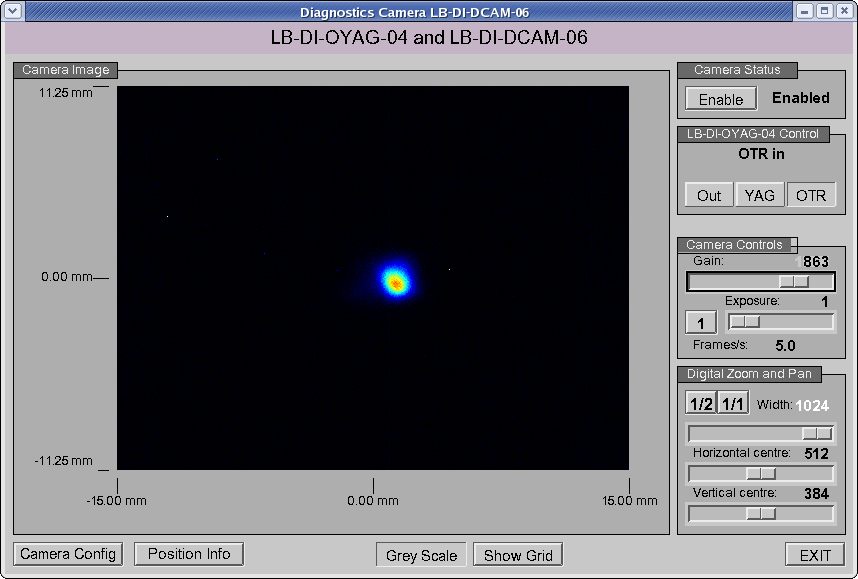 Diagnostics Camera LB-DI-DCAM-06
LB-DI-OYAG-04 and LB-DI-DCAM-06
Camera Image
11.25 mm
0.00 mm
-11.25 mm
-15.00 mm 0.00 mm 15.00 mm
Camera Status
Enable Enabled
LB-DI-OYAG-04 Control
OTR in
Out YAG OTR
Camera Controls
Gain: 863
Exposure: 1
1
Frames/s: 5.0
Digital Zoom and Pan
1/2 1/1 Width: 1024
Horizontal centre: 512
Vertical centre: 384
Camera Config Position Info Grey Scale Show Grid EXIT